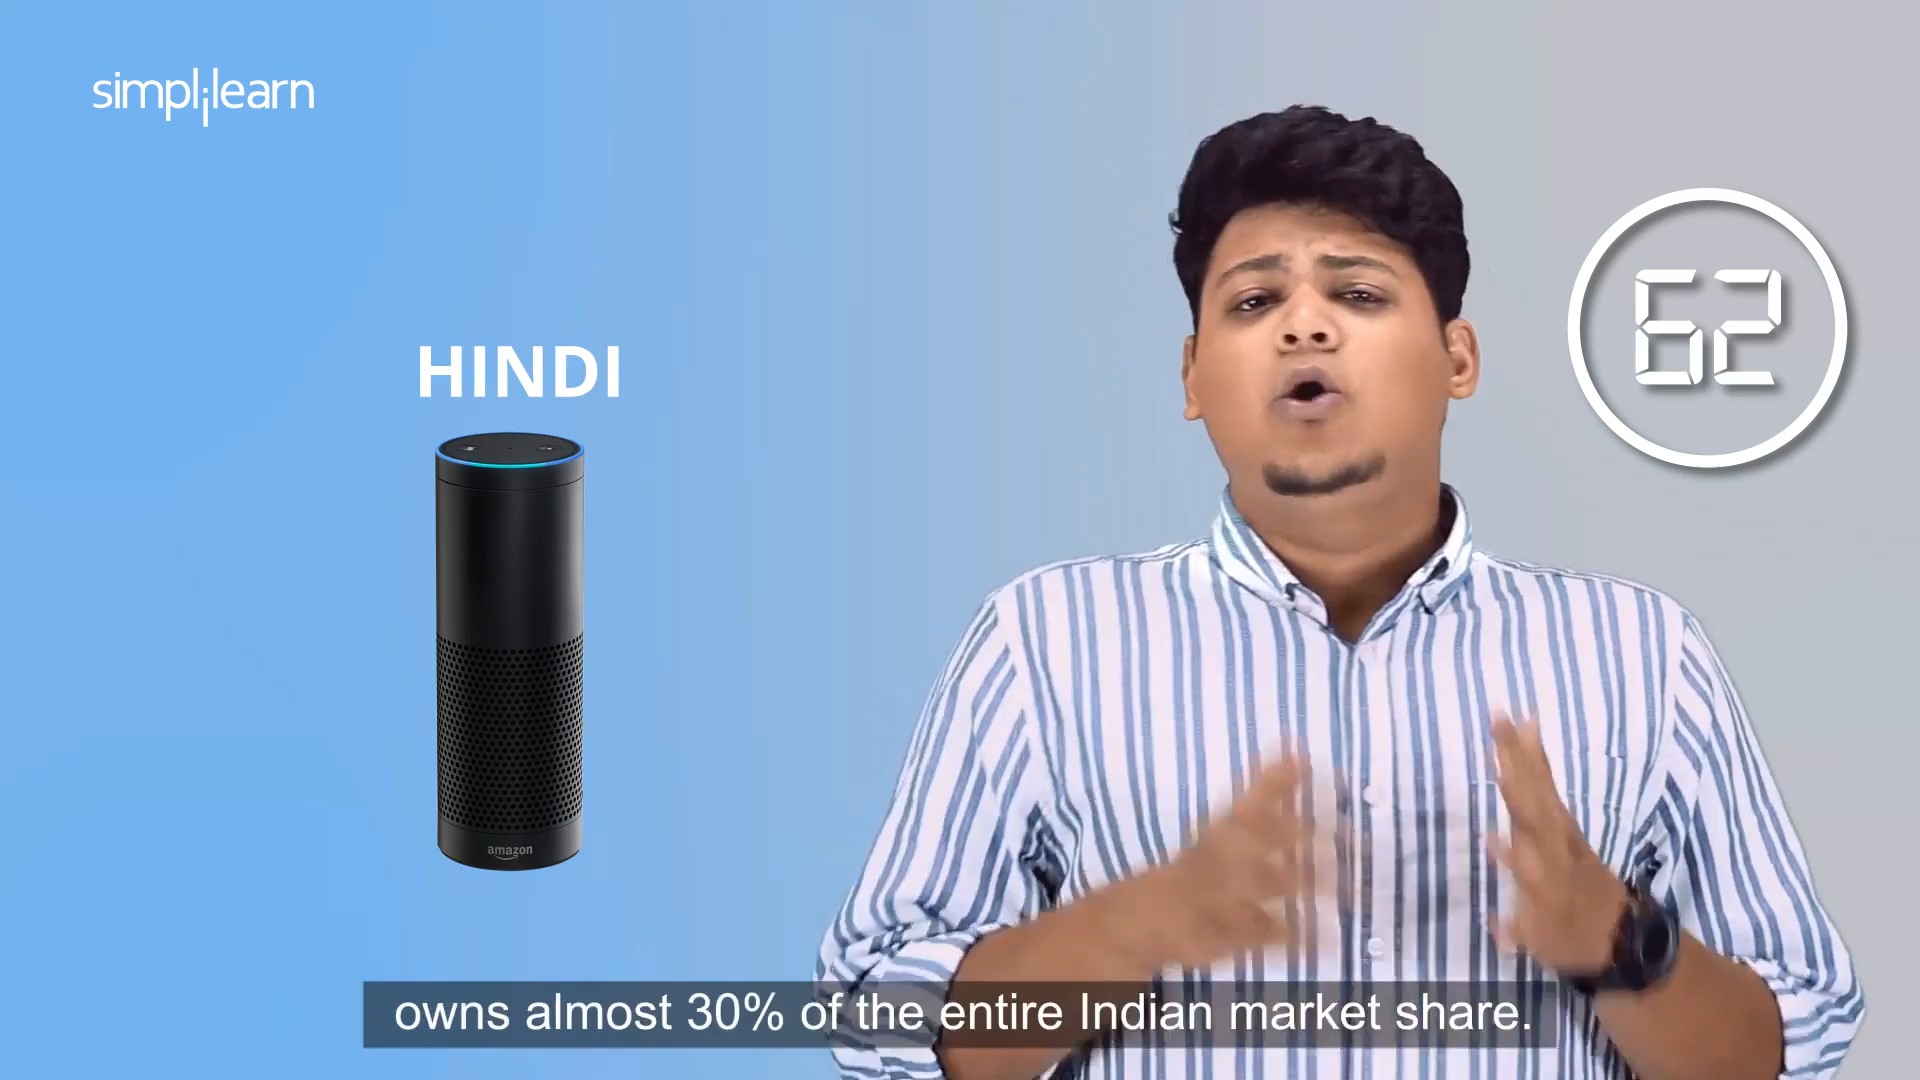 simplilearn
62
HINDI
amazon
owns almost 30% of the entire Indian market share.